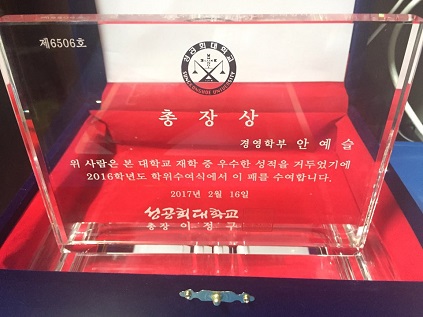 제6506호
성공회대학교
SUNGKONGHOE UNIVERSITY
총장상
경영학부 안예슬
위 사람은 본 대학교 재학 중 우수한 성적을 거두었기에
2016학년도 학위수여식에서 이 패를 수여합니다.
2017년 2월 16일
성공회대학교
총장 이정구